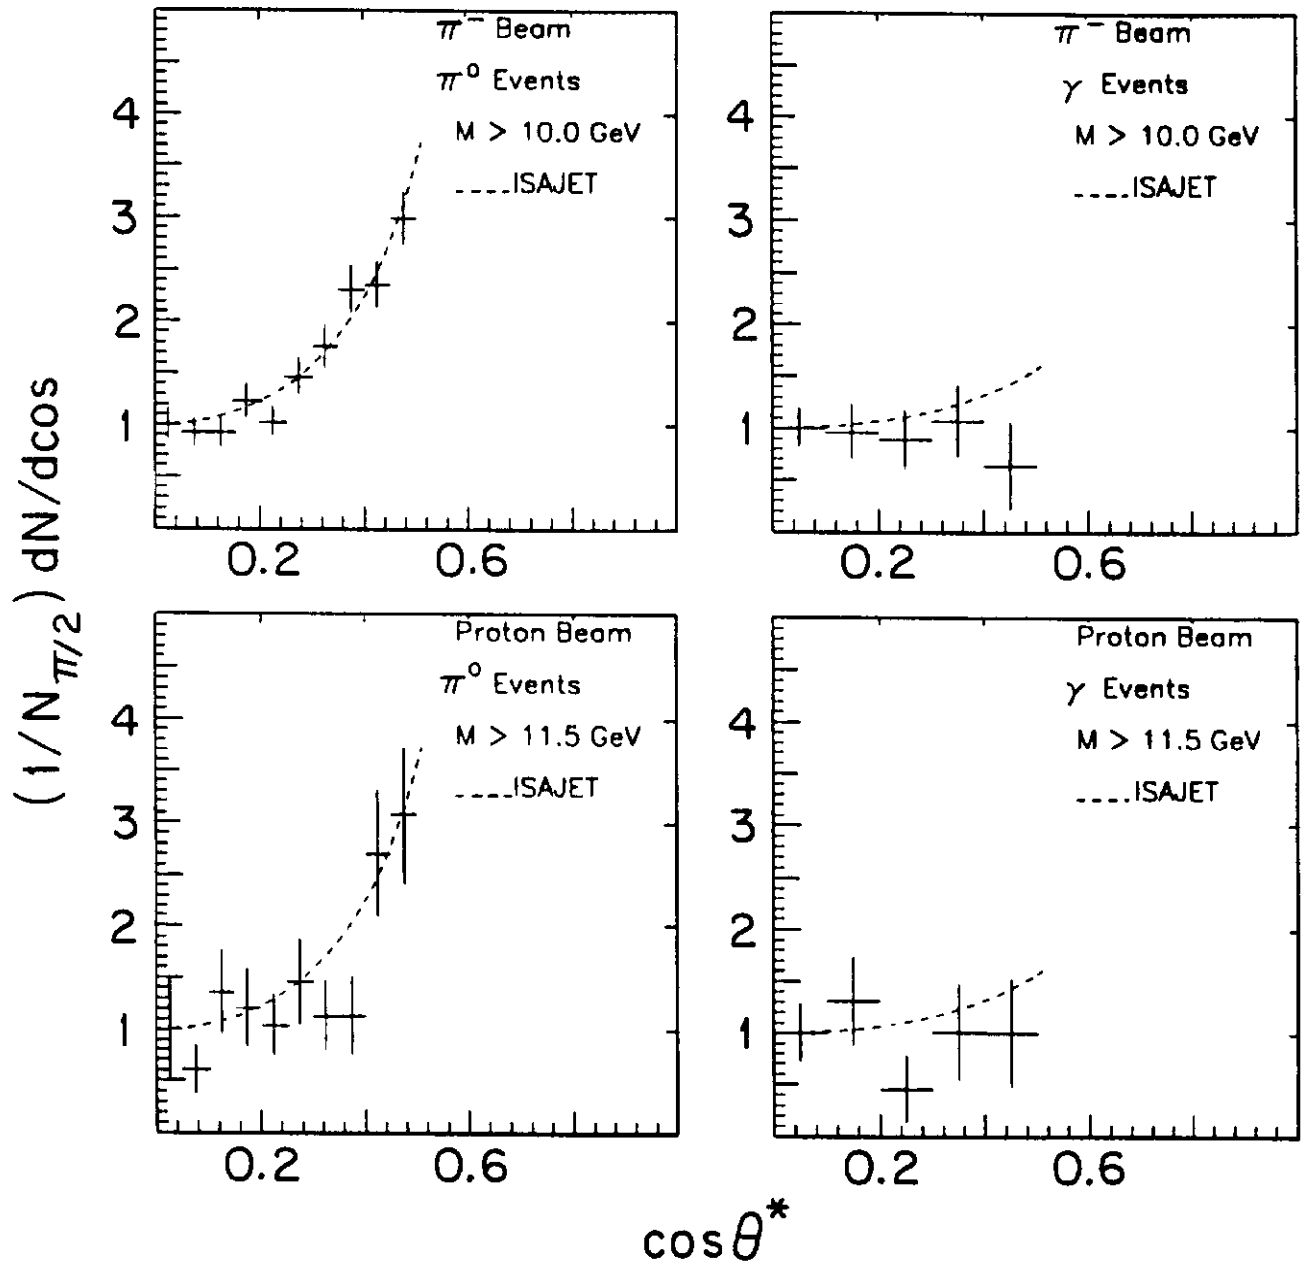 π⁻ Beam
π⁰ Events
M > 10.0 GeV
----ISAJET
4
3
2
1
0.2 0.6
π⁻ Beam
γ Events
M > 10.0 GeV
----ISAJET
4
3
2
1
0.2 0.6
(1/N_{π/2}) dN/dcos
Proton Beam
π⁰ Events
M > 11.5 GeV
----ISAJET
4
3
2
1
0.2 0.6
Proton Beam
γ Events
M > 11.5 GeV
----ISAJET
4
3
2
1
0.2 0.6
cosθ*